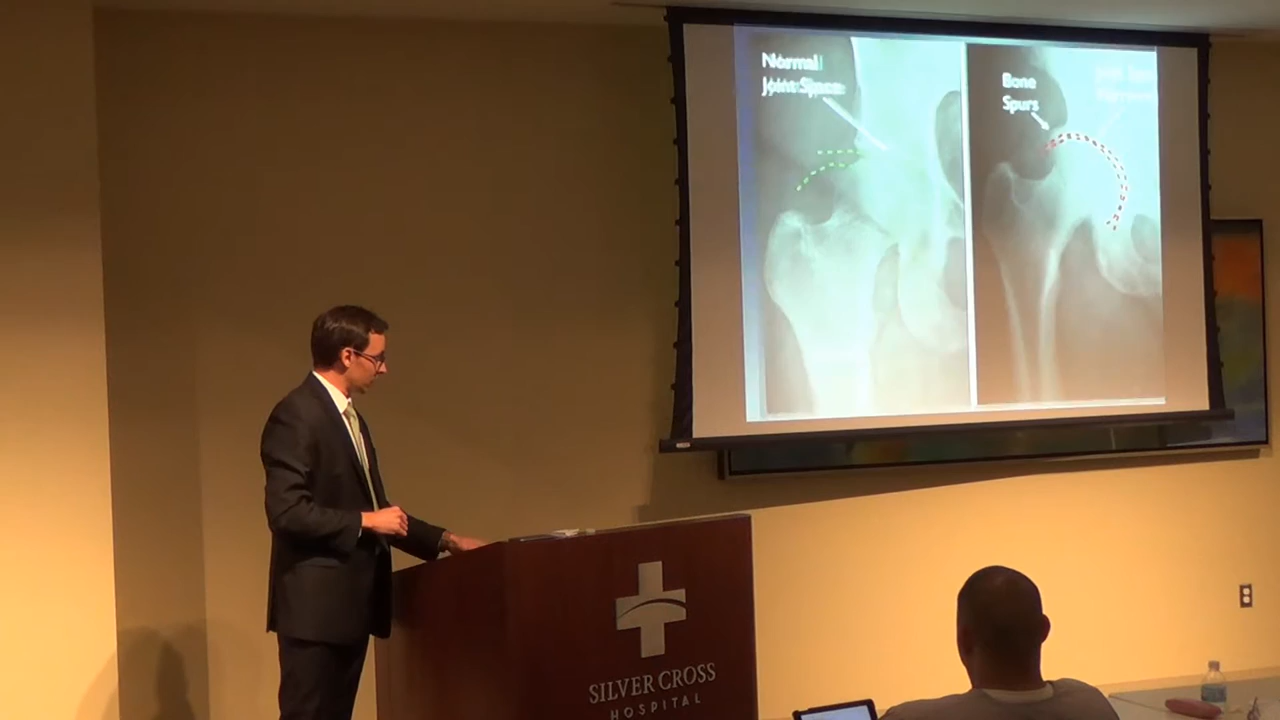 Normal
Joint Space
Bone
Spurs
SILVER CROSS
HOSPITAL